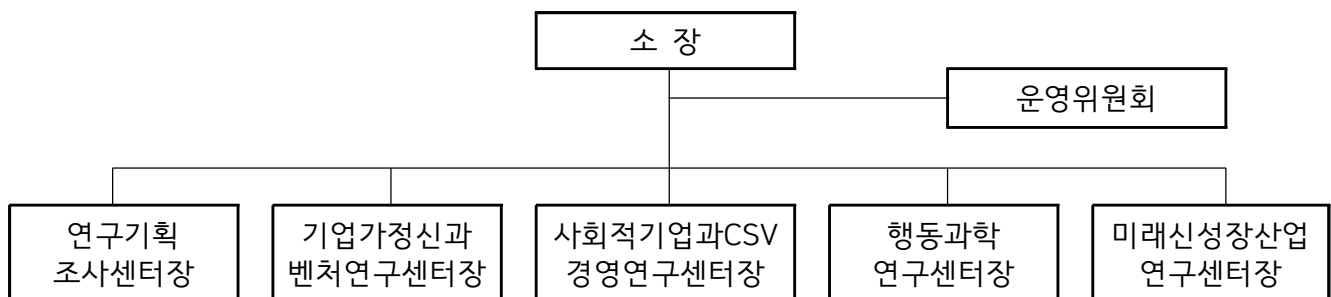 소 장
운영위원회
연구기획
조사센터장
기업가정신과
벤처연구센터장
사회적기업과CSV
경영연구센터장
행동과학
연구센터장
미래신성장산업
연구센터장